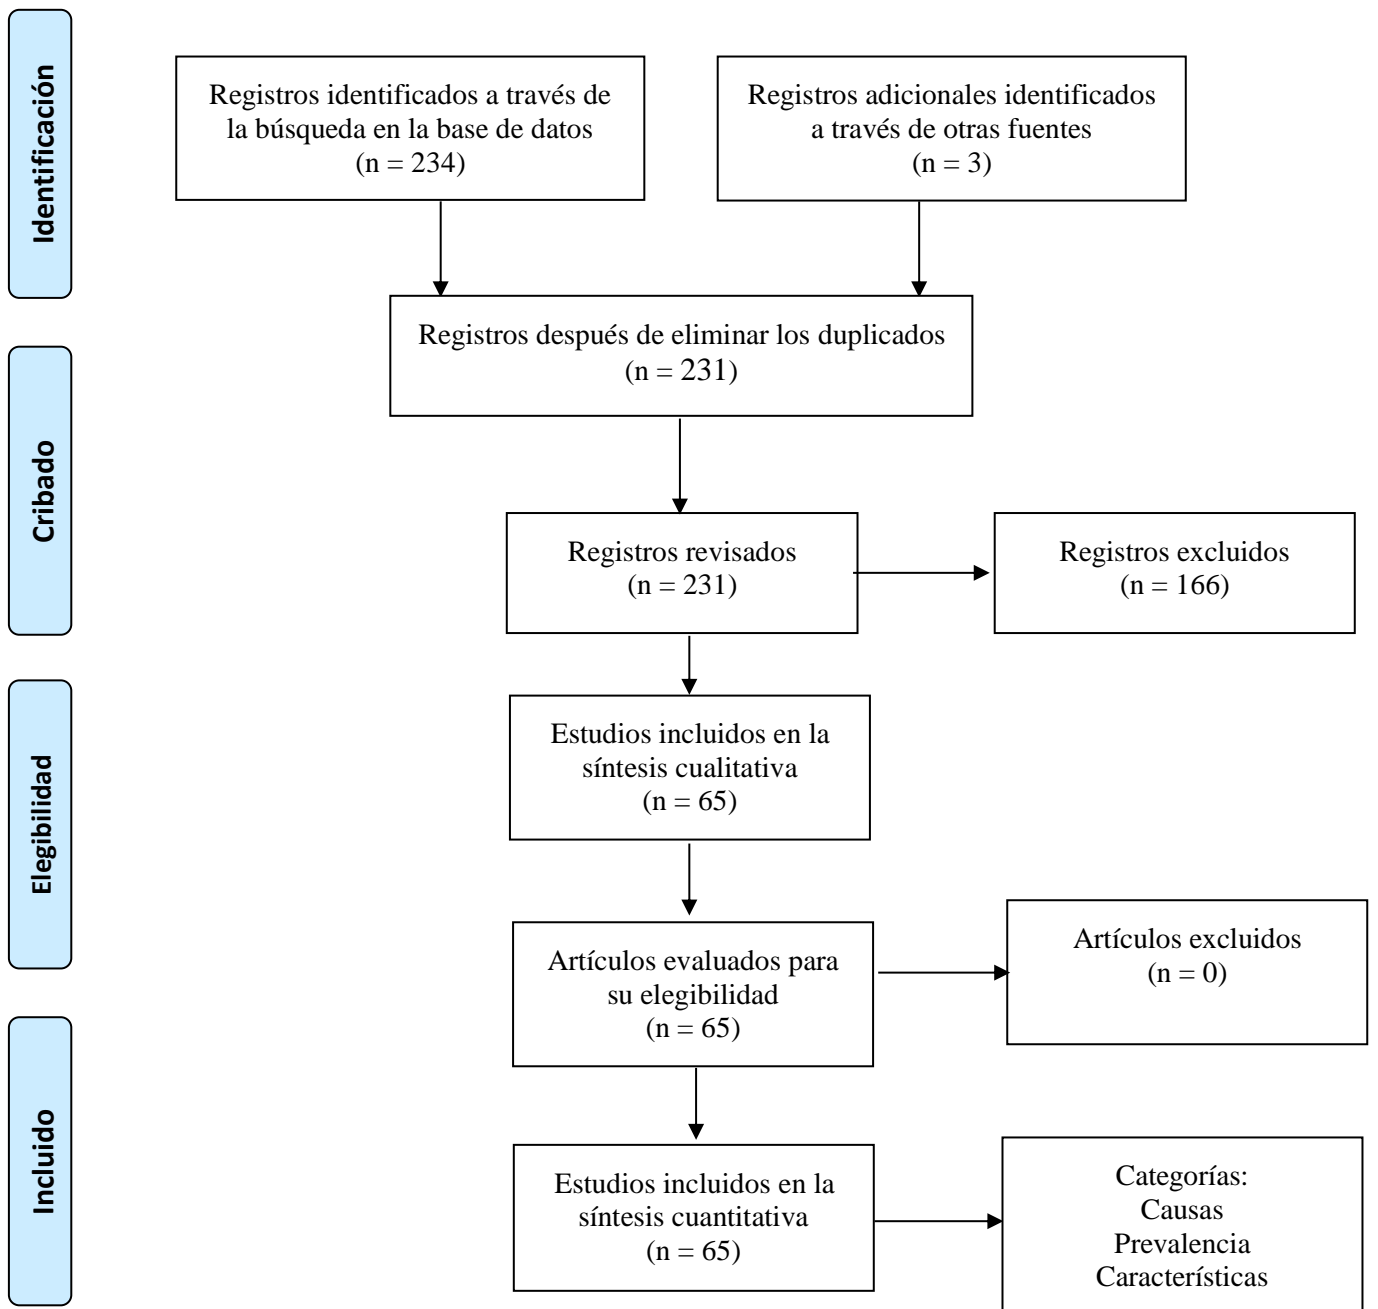 Identificación
Registros identificados a través de
la búsqueda en la base de datos
(n = 234)
Registros adicionales identificados
a través de otras fuentes
(n = 3)
Registros después de eliminar los duplicados
(n = 231)
Cribado
Registros revisados
(n = 231)
Registros excluidos
(n = 166)
Elegibilidad
Estudios incluidos en la
síntesis cualitativa
(n = 65)
Artículos evaluados para
su elegibilidad
(n = 65)
Artículos excluidos
(n = 0)
Incluido
Estudios incluidos en la
síntesis cuantitativa
(n = 65)
Categorías:
Causas
Prevalencia
Características